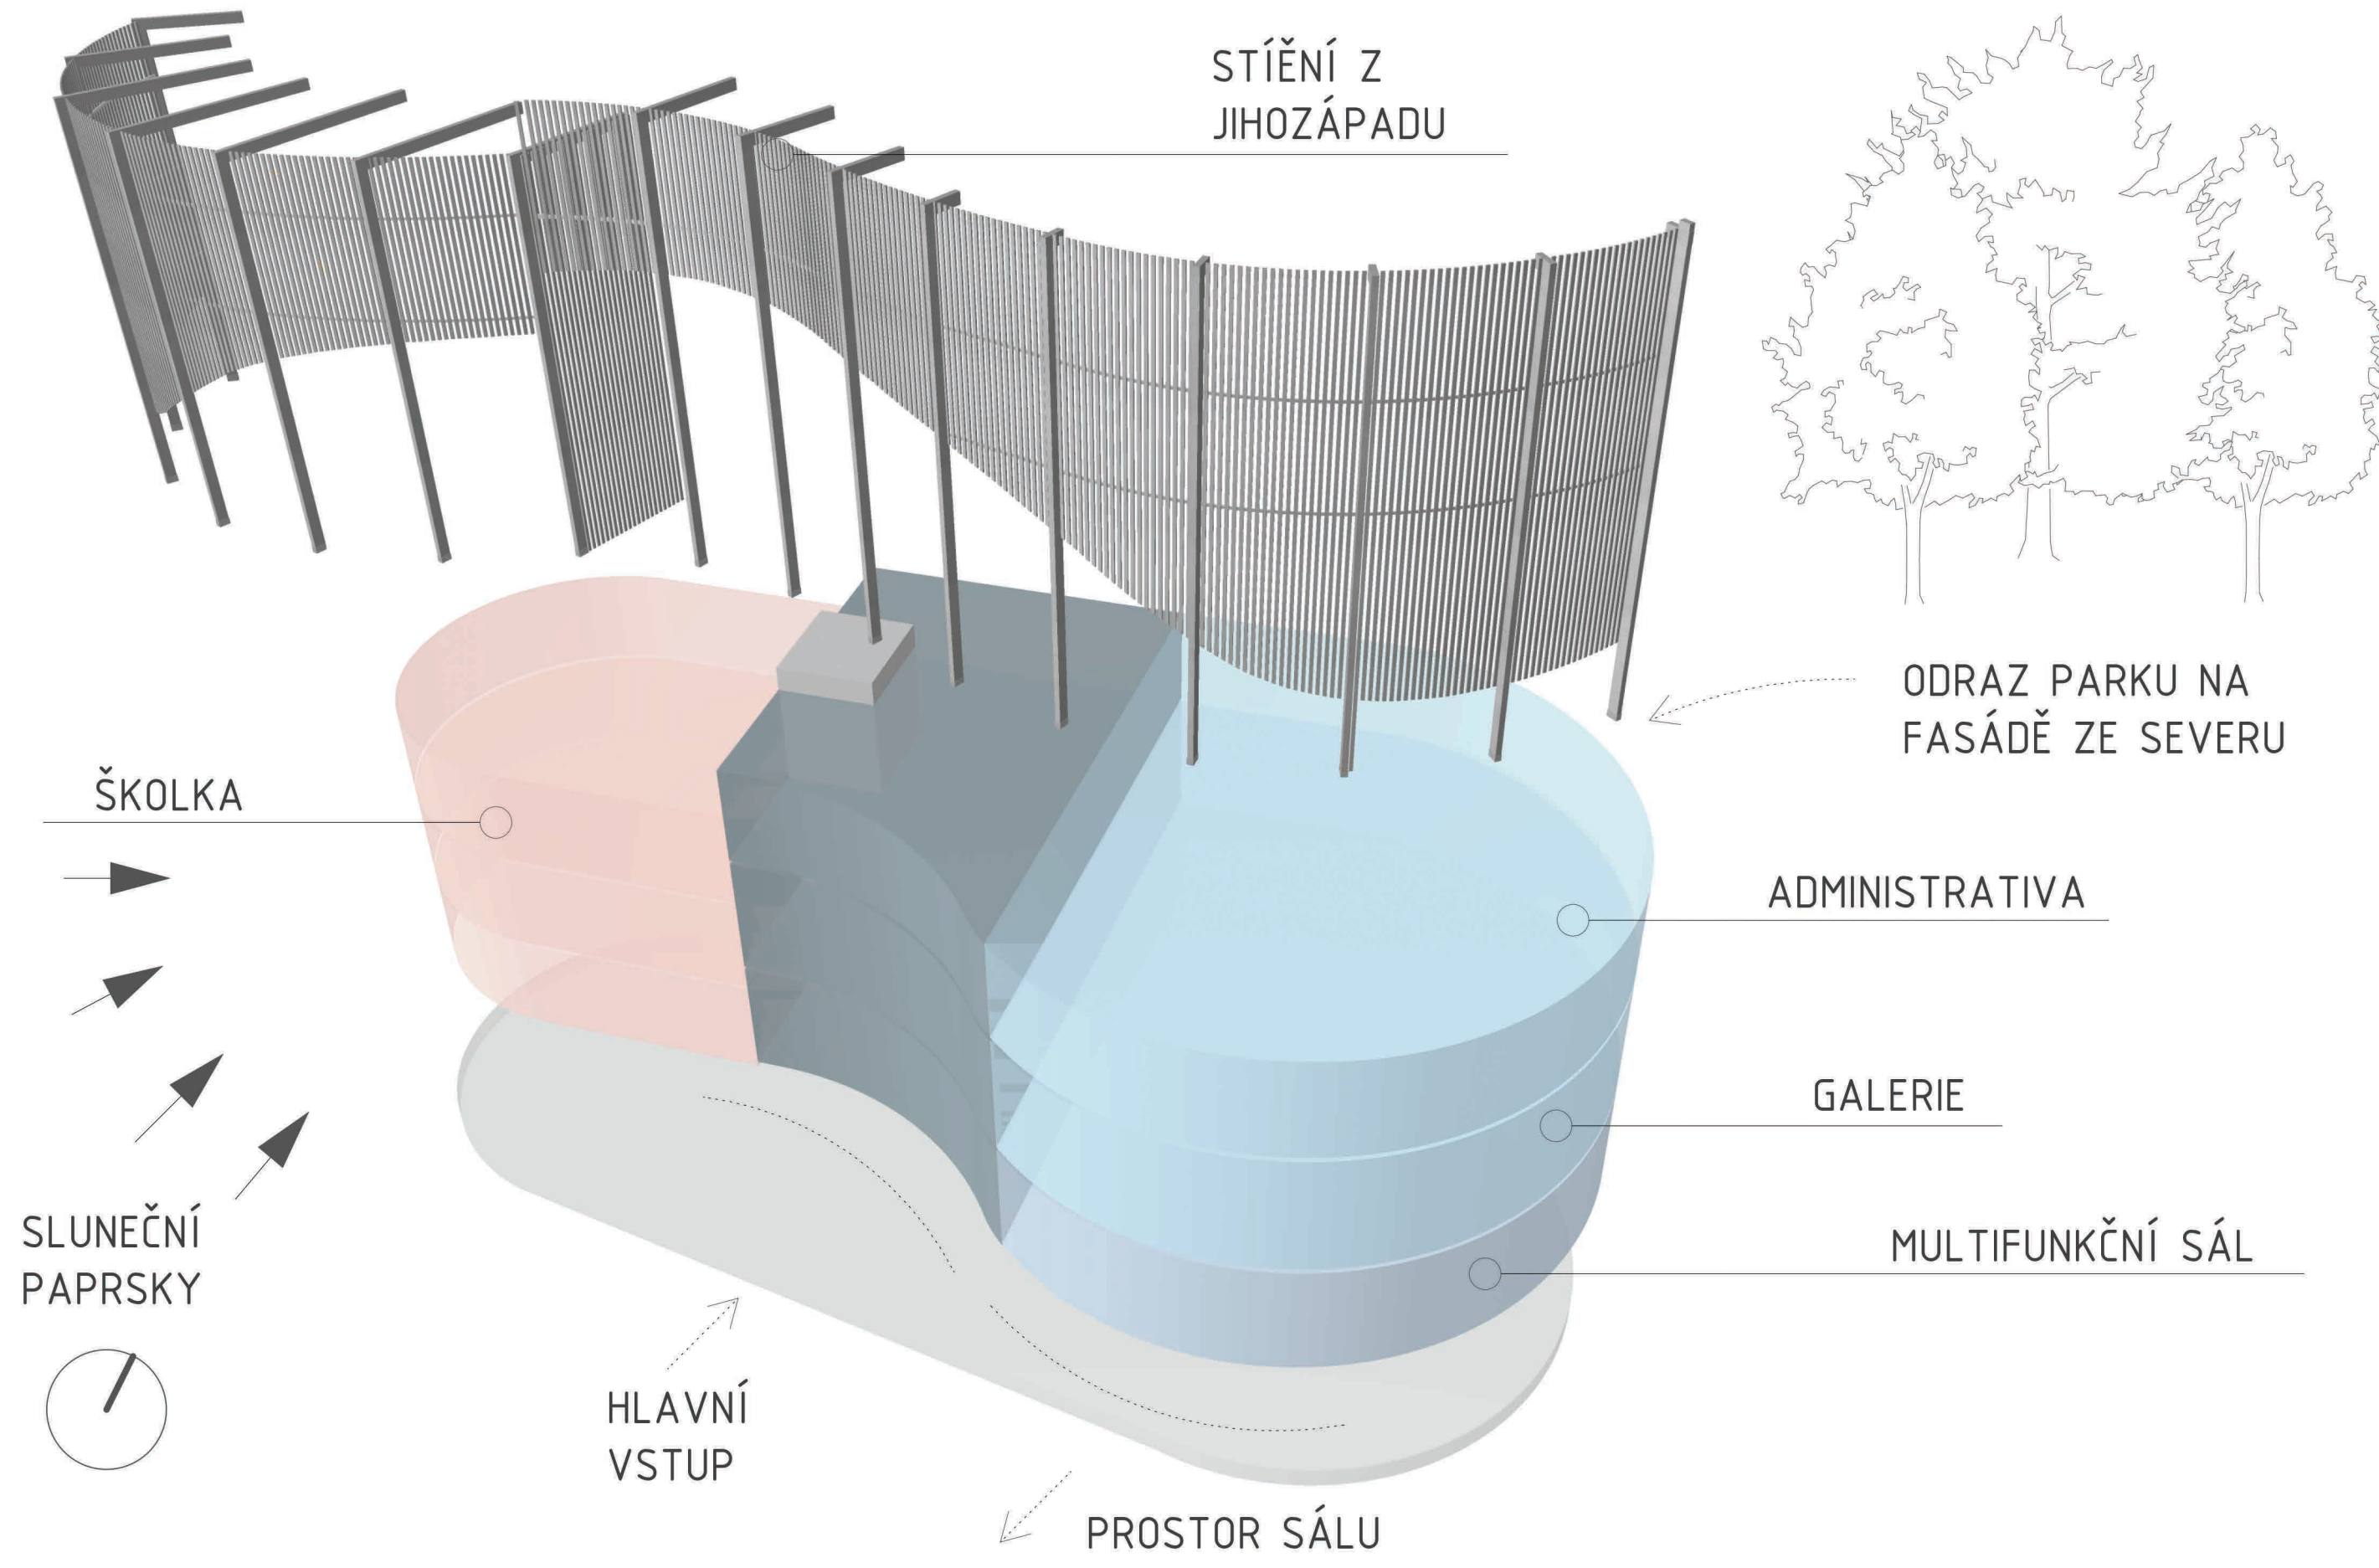 STÍĚNÍ Z
JIHOZÁPADU
ODRAZ PARKU NA
FASÁDĚ ZE SEVERU
ŠKOLKA
ADMINISTRATIVA
GALERIE
MULTIFUNKČNÍ SÁL
SLUNEČNÍ
PAPRSKY
HLAVNÍ
VSTUP
PROSTOR SÁLU